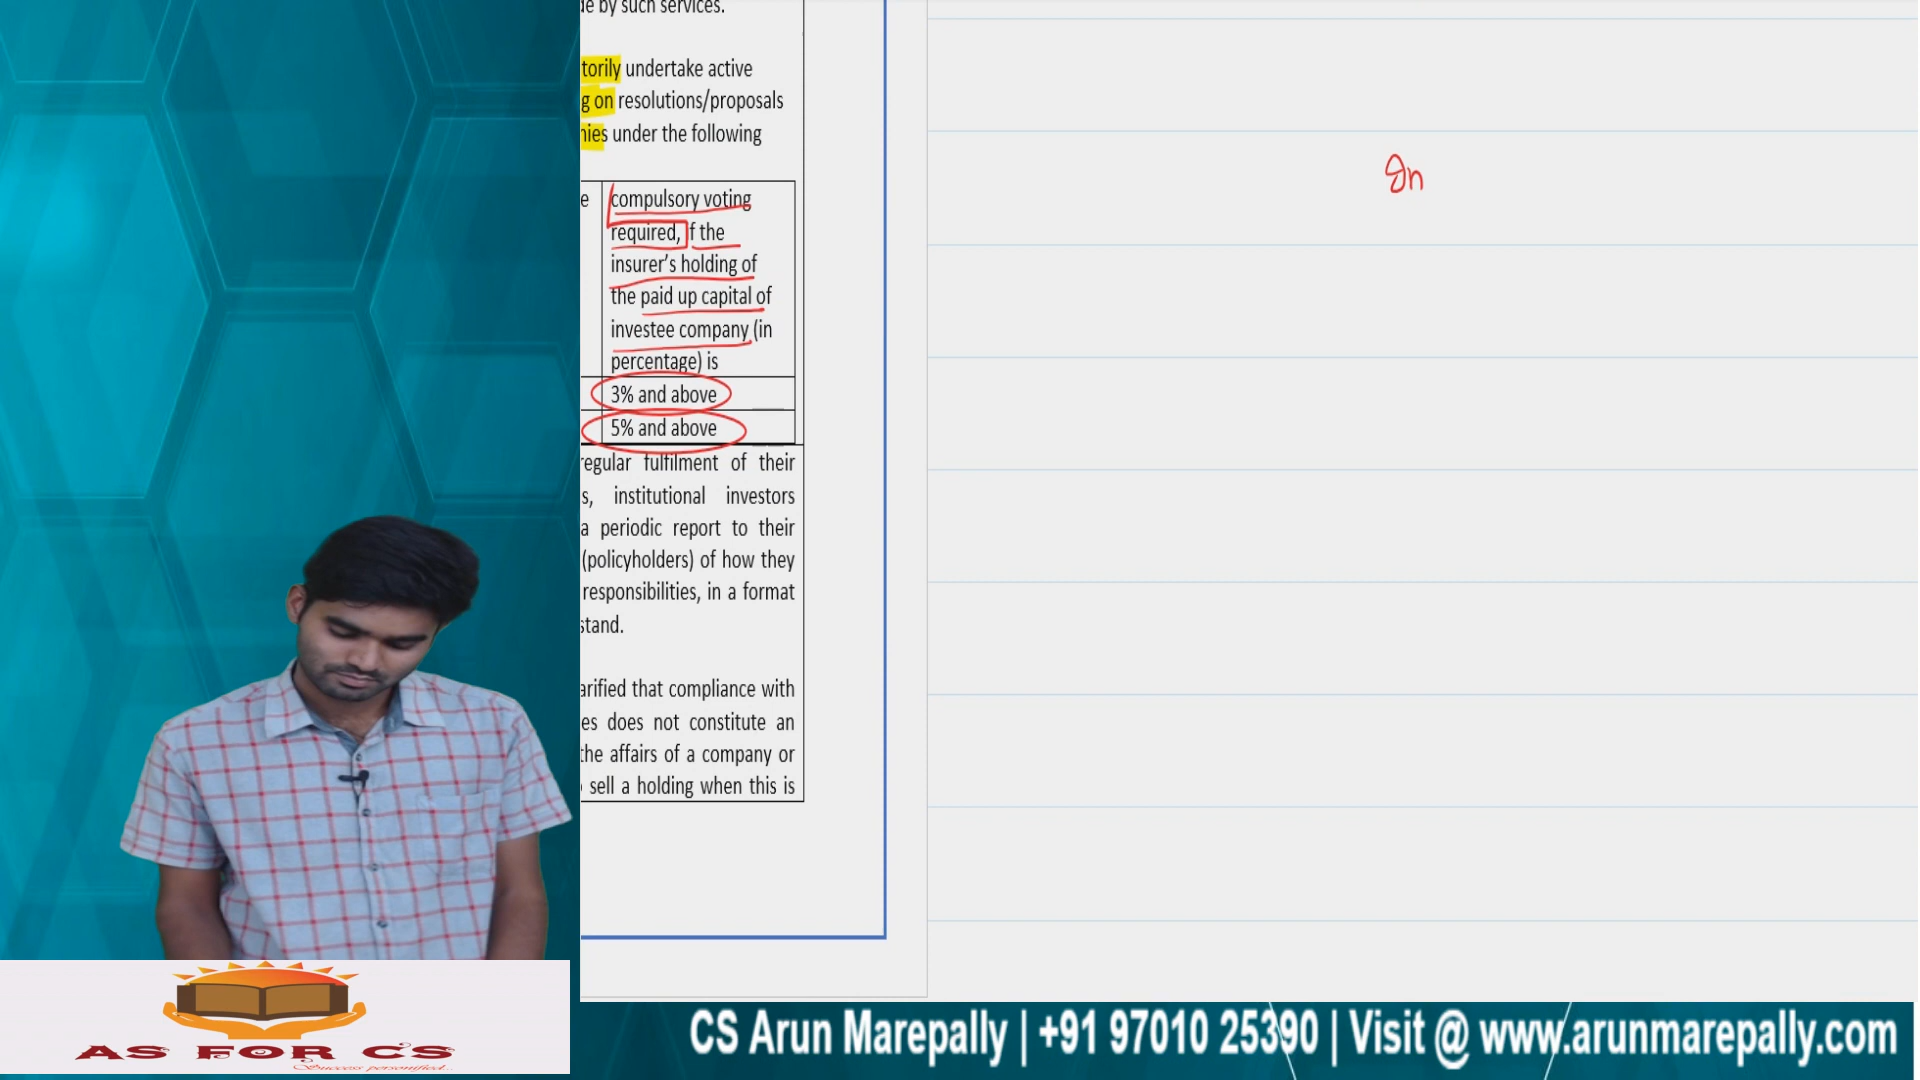 de by such services.
torily undertake active
g on resolutions/proposals
nies under the following
e compulsory voting
required, if the
insurer's holding of
the paid up capital of
investee company (in
percentage) is
3% and above
5% and above
regular fulfilment of their
s, institutional investors
a periodic report to their
(policyholders) of how they
responsibilities, in a format
stand.
arified that compliance with
es does not constitute an
the affairs of a company or
sell a holding when this is
In
AS FOR CS
Success personified...
CS Arun Marepally | +91 97010 25390 | Visit @ www.arunmarepally.com